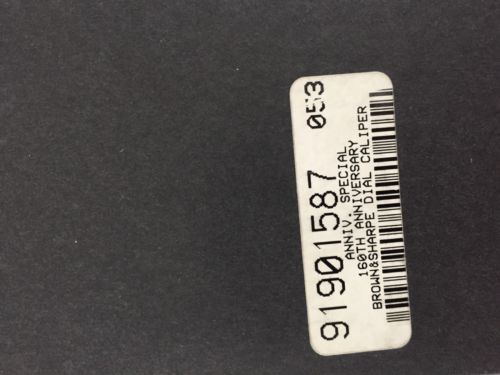 91901587 053
ANNIV. SPECIAL
160TH ANNIVERSARY
BROWN&SHARPE DIAL CALIPER